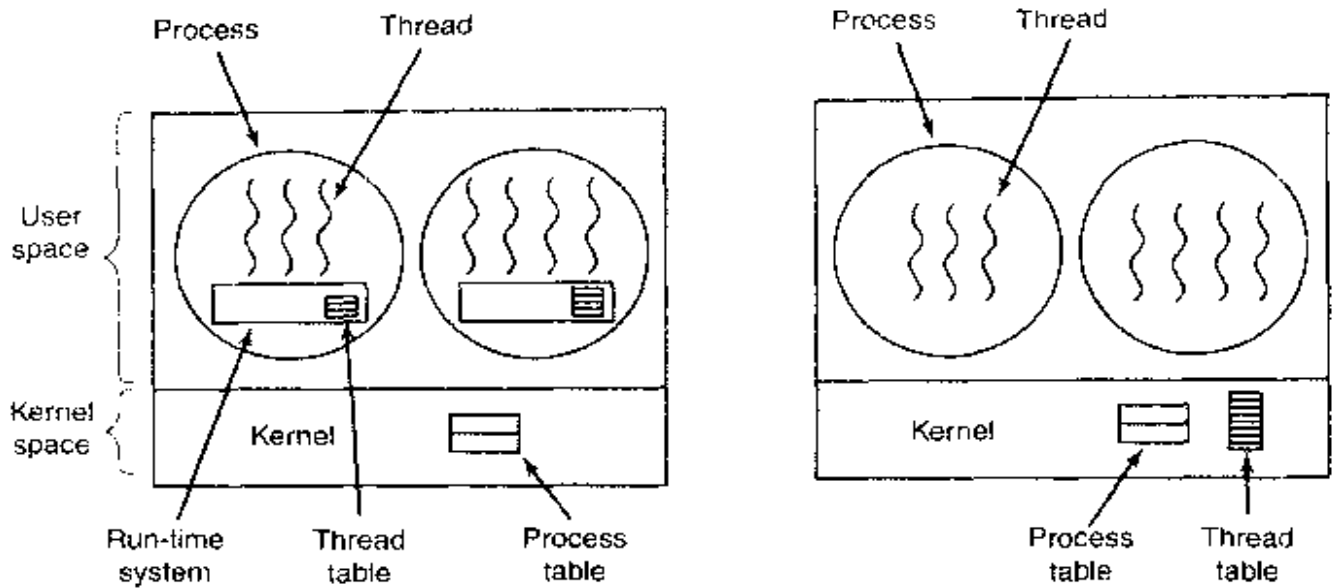 Process
Thread
User
space
Kernel
space
Kernel
Run-time
system
Thread
table
Process
table
Process
Thread
Kernel
Process
table
Thread
table